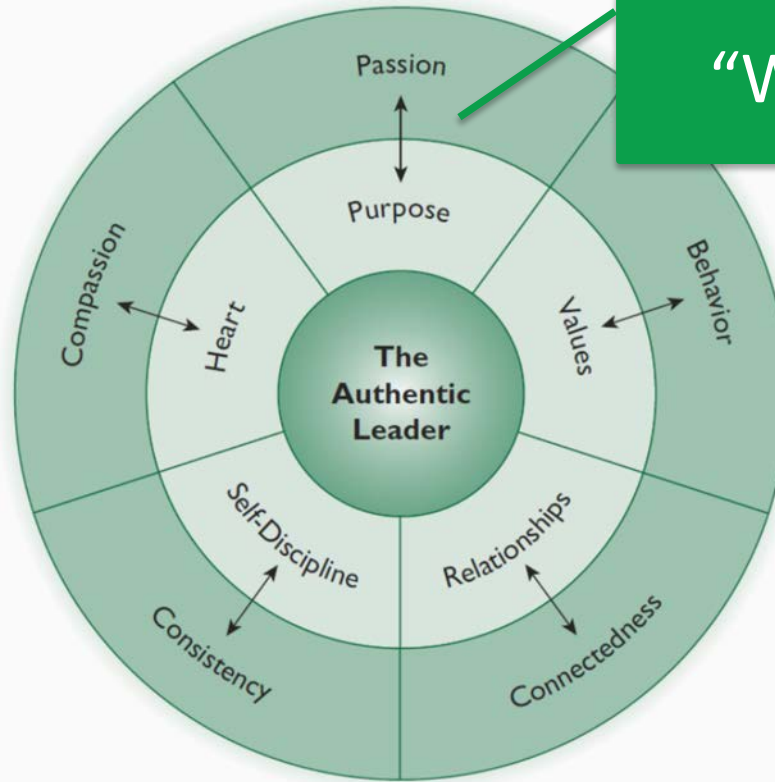 Passion
“W
Purpose
Compassion
Heart
Values
Behavior
The
Authentic
Leader
Self-Discipline
Relationships
Consistency
Connectedness